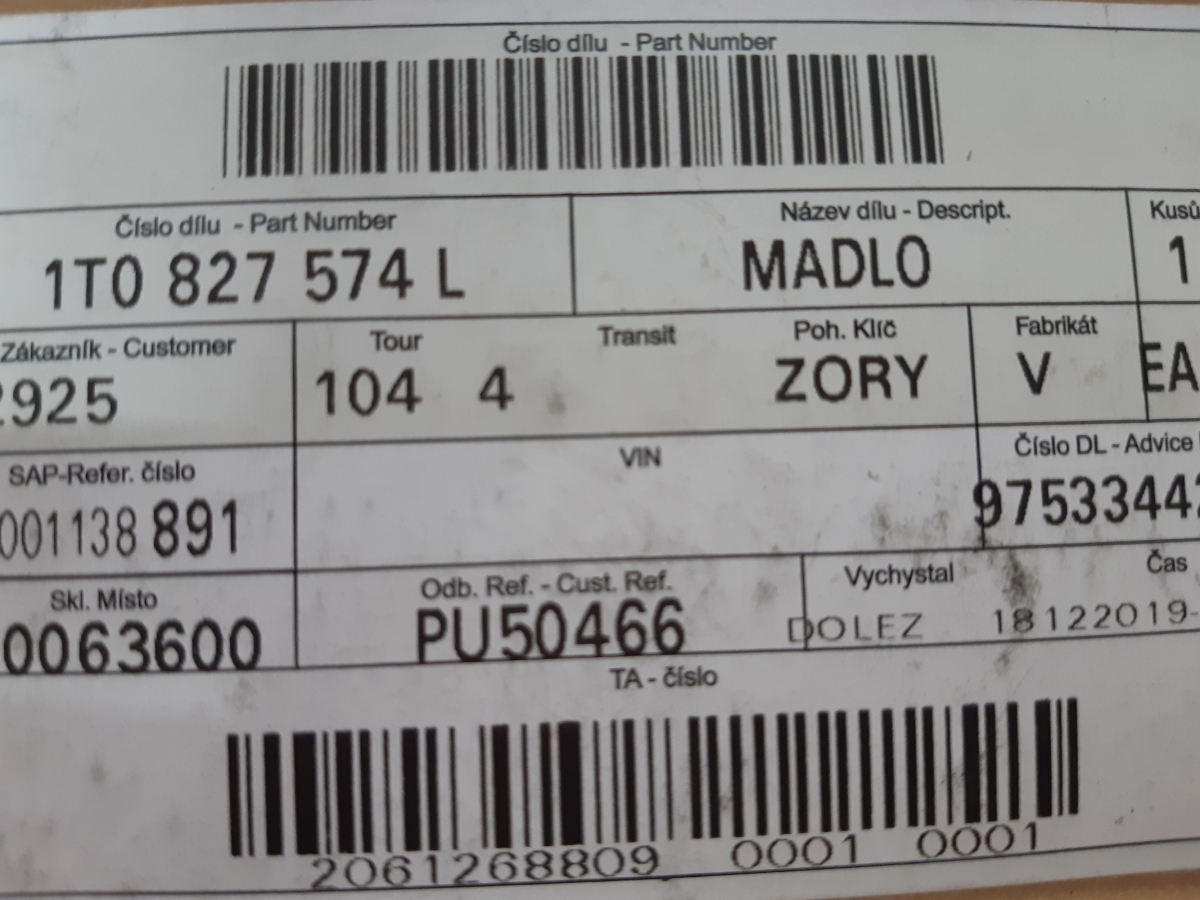 Číslo dílu - Part Number
Číslo dílu - Part Number
Název dílu - Descript.
Kusů
1T0 827 574 L
MADLO
1
Zákazník - Customer
Tour
Transit
Poh. Klíč
Fabrikát
2925
104 4
ZORY
V
EA
SAP-Refer. číslo
VIN
Číslo DL - Advice
001138 891
9753344
Skl. Místo
Odb. Ref. - Cust. Ref.
Vychystal
Čas
0063600
PU50466
DOLEZ
18122019-
TA - číslo
2061268809 0001 0001